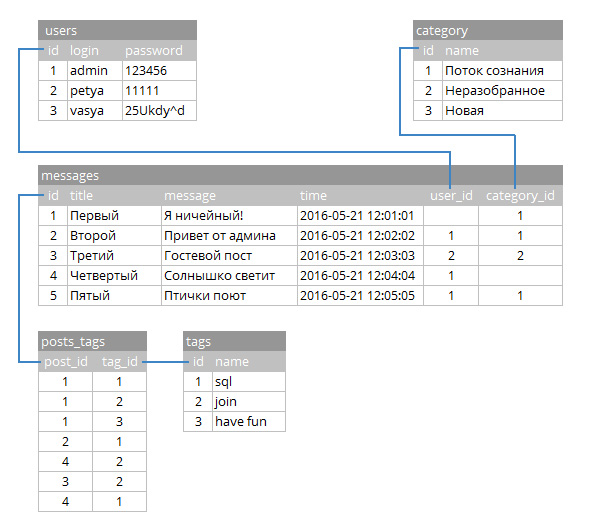 users
id login password
1 admin 123456
2 petya 11111
3 vasya 25Ukdy^d
category
id name
1 Поток сознания
2 Неразобранное
3 Новая
messages
id title message time user_id category_id
1 Первый Я ничейный! 2016-05-21 12:01:01 1
2 Второй Привет от админа 2016-05-21 12:02:02 1 1
3 Третий Гостевой пост 2016-05-21 12:03:03 2 2
4 Четвертый Солнышко светит 2016-05-21 12:04:04 1
5 Пятый Птички поют 2016-05-21 12:05:05 1 1
posts_tags
post_id tag_id
1 1
1 2
1 3
2 1
4 2
3 2
4 1
tags
id name
1 sql
2 join
3 have fun